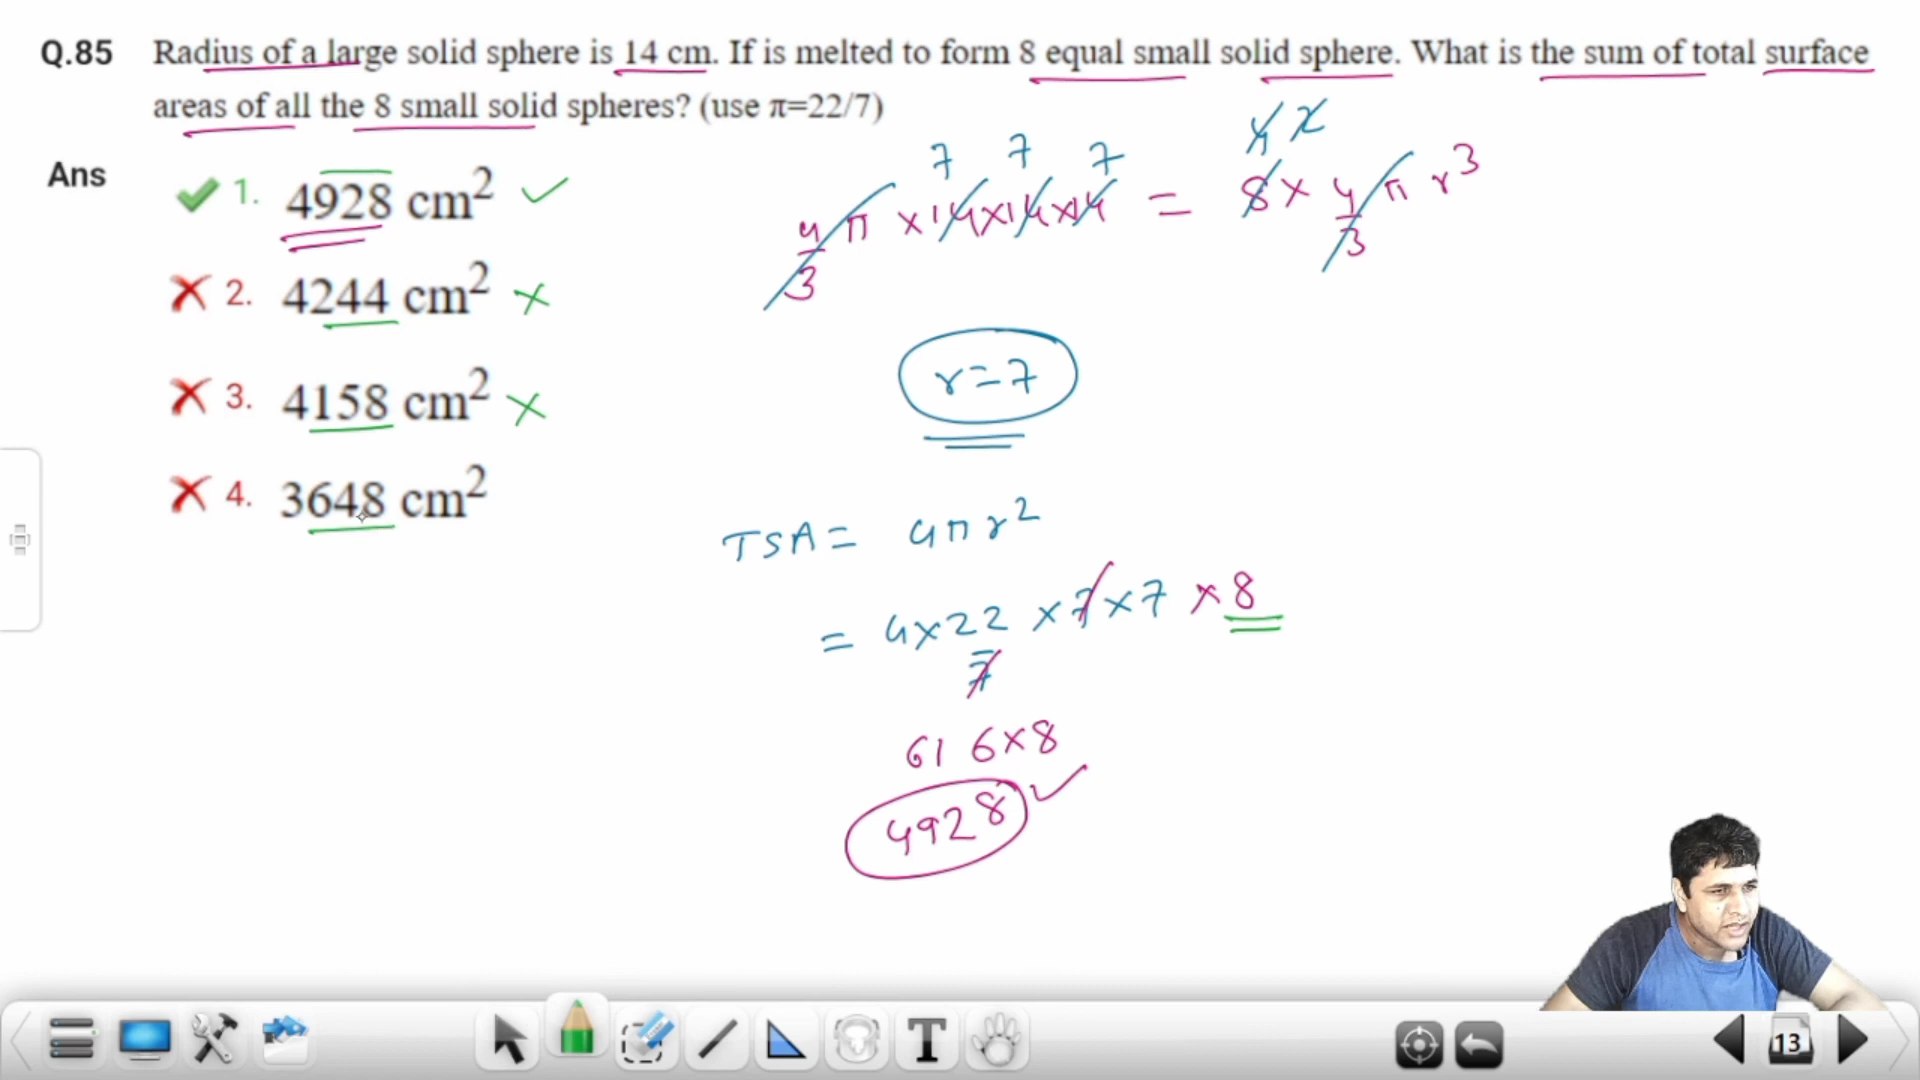 Q.85 Radius of a large solid sphere is 14 cm. If is melted to form 8 equal small solid sphere. What is the sum of total surface
areas of all the 8 small solid spheres? (use π=22/7)
Ans
1. 4928 cm²
2. 4244 cm²
3. 4158 cm²
4. 3648 cm²
7 7 7 4 2
4/3 π ×14×14×14 = 8× 4/3 π r³
r=7
TSA= 4πr²
= 4×22/7 ×7×7 ×8
616×8
4928
T
13